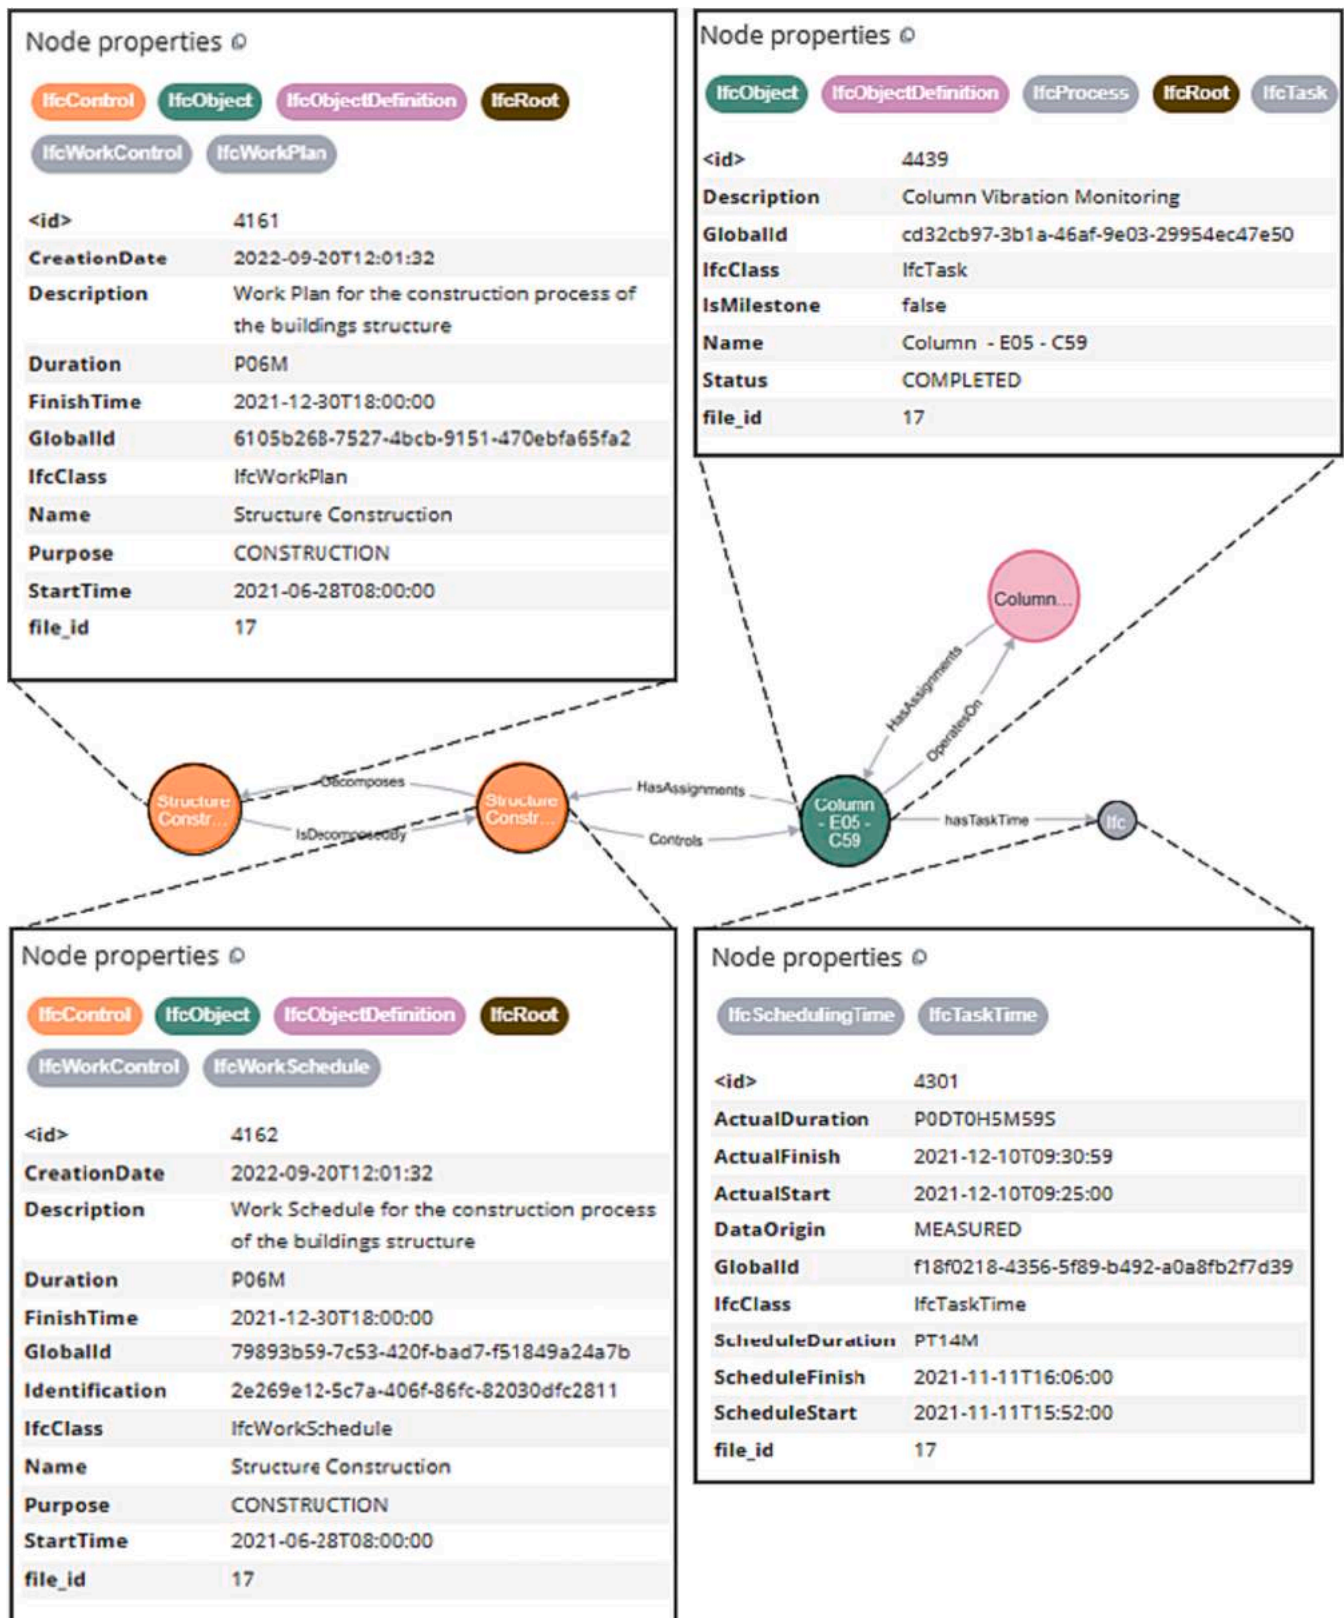 Node properties
IfcControl IfcObject IfcObjectDefinition IfcRoot
IfcWorkControl IfcWorkPlan
<id> 4161
CreationDate 2022-09-20T12:01:32
Description Work Plan for the construction process of
the buildings structure
Duration P06M
FinishTime 2021-12-30T18:00:00
GlobalId 6105b268-7527-4bcb-9151-470ebfa65fa2
IfcClass IfcWorkPlan
Name Structure Construction
Purpose CONSTRUCTION
StartTime 2021-06-28T08:00:00
file_id 17
Node properties
IfcObject IfcObjectDefinition IfcProcess IfcRoot IfcTask
<id> 4439
Description Column Vibration Monitoring
GlobalId cd32cb97-3b1a-46af-9e03-29954ec47e50
IfcClass IfcTask
IsMilestone false
Name Column - E05 - C59
Status COMPLETED
file_id 17
Column...
HasAssignments
OperatesOn
Structure
Constr...
Decomposes
IsDecomposedBy
Structure
Constr...
HasAssignments
Controls
Column
- E05 -
C59
hasTaskTime
Ifc
Node properties
IfcControl IfcObject IfcObjectDefinition IfcRoot
IfcWorkControl IfcWorkSchedule
<id> 4162
CreationDate 2022-09-20T12:01:32
Description Work Schedule for the construction process
of the buildings structure
Duration P06M
FinishTime 2021-12-30T18:00:00
GlobalId 79893b59-7c53-420f-bad7-f51849a24a7b
Identification 2e269e12-5c7a-406f-86fc-82030dfc2811
IfcClass IfcWorkSchedule
Name Structure Construction
Purpose CONSTRUCTION
StartTime 2021-06-28T08:00:00
file_id 17
Node properties
IfcSchedulingTime IfcTaskTime
<id> 4301
ActualDuration P0DT0H5M59S
ActualFinish 2021-12-10T09:30:59
ActualStart 2021-12-10T09:25:00
DataOrigin MEASURED
GlobalId f18f0218-4356-5f89-b492-a0a8fb2f7d39
IfcClass IfcTaskTime
ScheduleDuration PT14M
ScheduleFinish 2021-11-11T16:06:00
ScheduleStart 2021-11-11T15:52:00
file_id 17